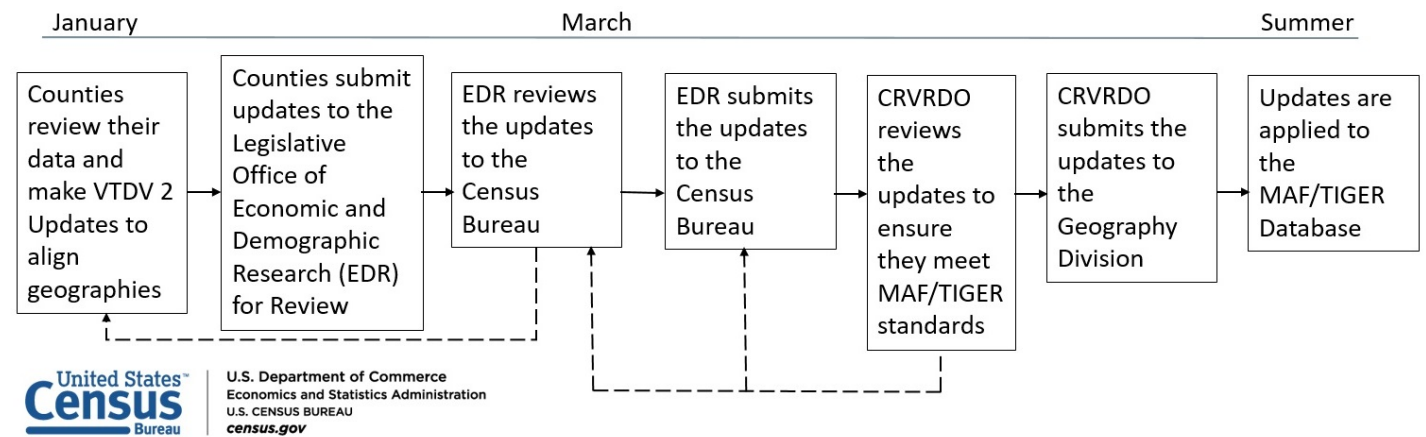 January
March
Summer
Counties
review their
data and
make VTDV 2
Updates to
align
geographies
Counties submit
updates to the
Legislative
Office of
Economic and
Demographic
Research (EDR)
for Review
EDR reviews
the updates
to the
Census
Bureau
EDR submits
the updates
to the
Census
Bureau
CRVRDO
reviews
the
updates to
ensure
they meet
MAF/TIGER
standards
CRVRDO
submits the
updates to
the
Geography
Division
Updates are
applied to
the
MAF/TIGER
Database
United States™
Census
Bureau
U.S. Department of Commerce
Economics and Statistics Administration
U.S. CENSUS BUREAU
census.gov